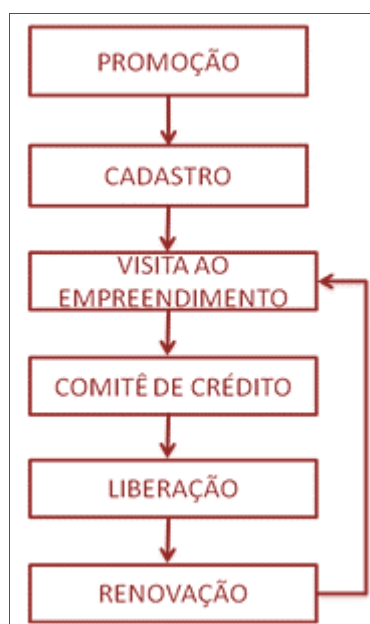 PROMOÇÃO
CADASTRO
VISITA AO
EMPREENDIMENTO
COMITÊ DE CRÉDITO
LIBERAÇÃO
RENOVAÇÃO